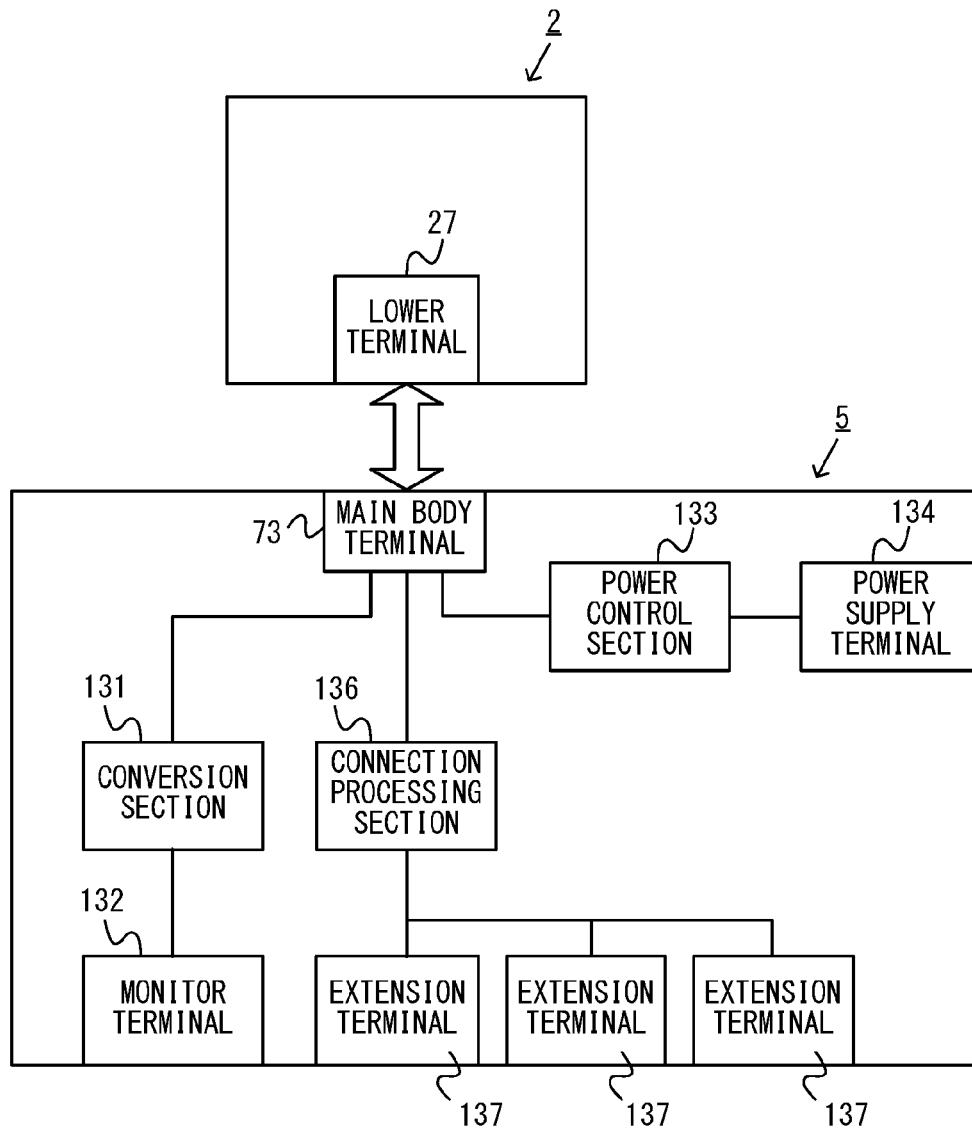 2
27
LOWER
TERMINAL
5
MAIN BODY
TERMINAL
73
133
134
POWER
CONTROL
SECTION
POWER
SUPPLY
TERMINAL
131
136
CONVERSION
SECTION
CONNECTION
PROCESSING
SECTION
132
MONITOR
TERMINAL
EXTENSION
TERMINAL
EXTENSION
TERMINAL
EXTENSION
TERMINAL
137
137
137